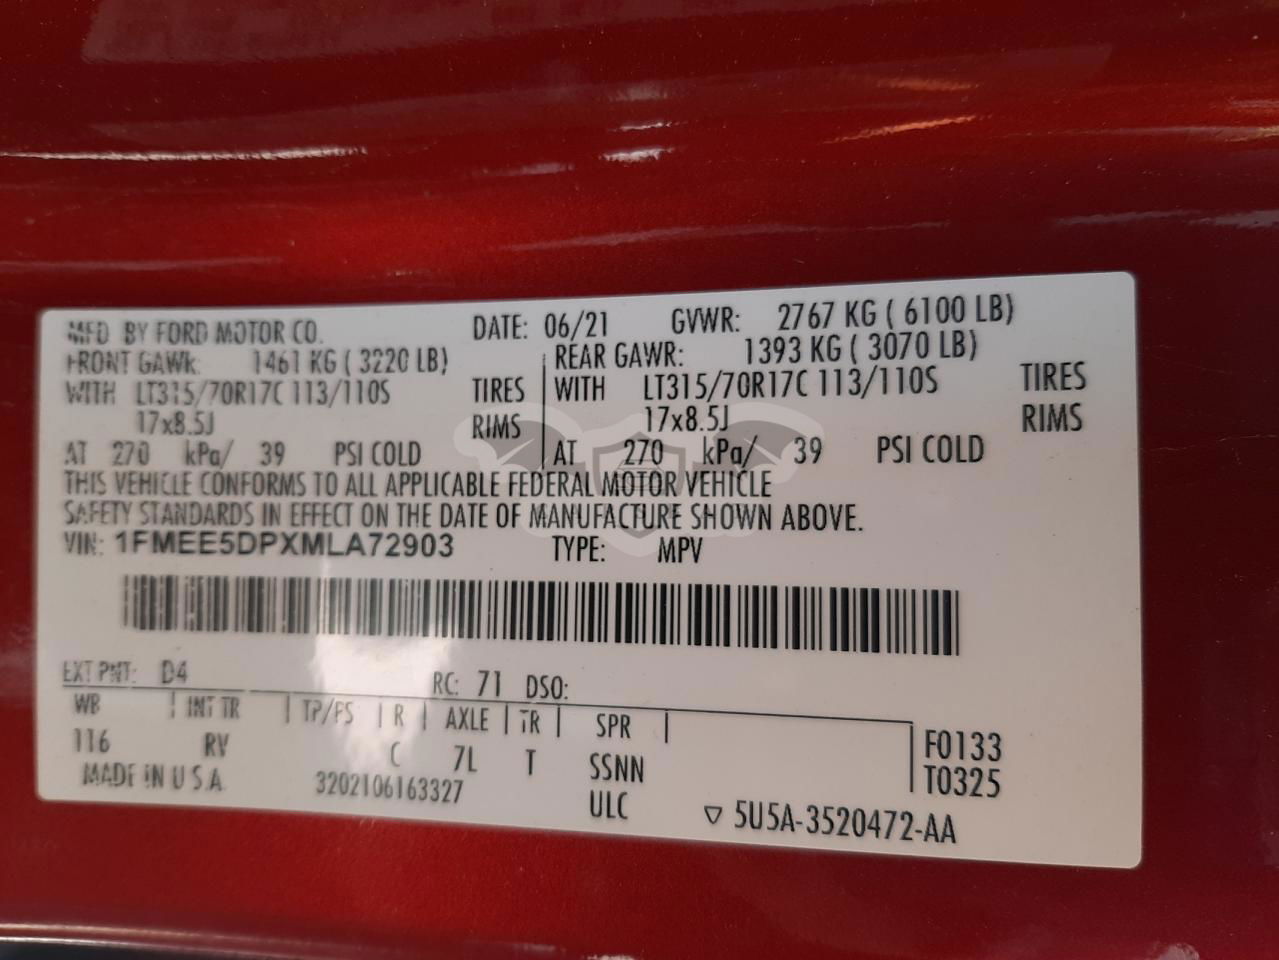 MFD BY FORD MOTOR CO. DATE: 06/21 GVWR: 2767 KG ( 6100 LB)
FRONT GAWR: 1461 KG ( 3220 LB) REAR GAWR: 1393 KG ( 3070 LB)
WITH LT315/70R17C 113/110S TIRES WITH LT315/70R17C 113/110S TIRES
17x8.5J RIMS 17x8.5J RIMS
AT 270 kPa/ 39 PSI COLD AT 270 kPa/ 39 PSI COLD
THIS VEHICLE CONFORMS TO ALL APPLICABLE FEDERAL MOTOR VEHICLE
SAFETY STANDARDS IN EFFECT ON THE DATE OF MANUFACTURE SHOWN ABOVE.
VIN: 1FMEE5DPXMLA72903 TYPE: MPV
EXT PNT: D4 RC: 71 DSO:
WB INT TR TP/PS R AXLE TR SPR
116 RV C 7L T SSNN F0133
T0325
MADE IN U.S.A. 3202106163327 ULC ▽ 5U5A-3520472-AA